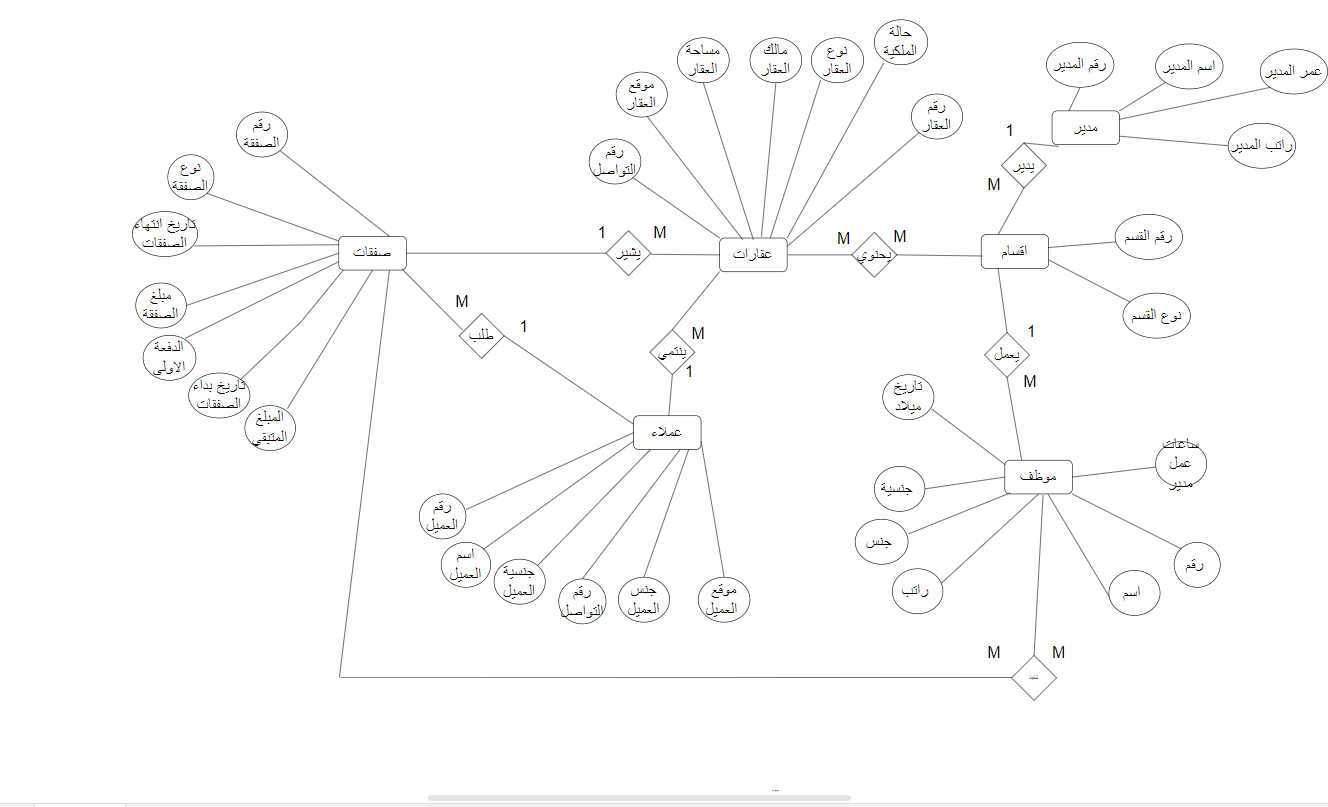 حالة
الملكية
نوع
العقار
مالك
العقار
مساحة
العقار
موقع
العقار
رقم
العقار
رقم
التواصل
رقم المدير
اسم المدير
عمر المدير
راتب المدير
مدير
1
يدير
M
رقم القسم
نوع القسم
اقسام
M
يحتوي
M
عقارات
M
يشير
1
صفقات
رقم
الصفقة
نوع
الصفقة
تاريخ انتهاء
الصفقات
مبلغ
الصفقة
الدفعة
الاولى
تاريخ بداء
الصفقات
المبلغ
المتبقي
M
طلب
1
M
ينتمي
1
عملاء
رقم
العميل
اسم
العميل
جنسية
العميل
رقم
التواصل
جنس
العميل
موقع
العميل
1
يعمل
M
موظف
تاريخ
ميلاد
جنسية
جنس
راتب
اسم
رقم
ساعات
عمل
مدير
M
M